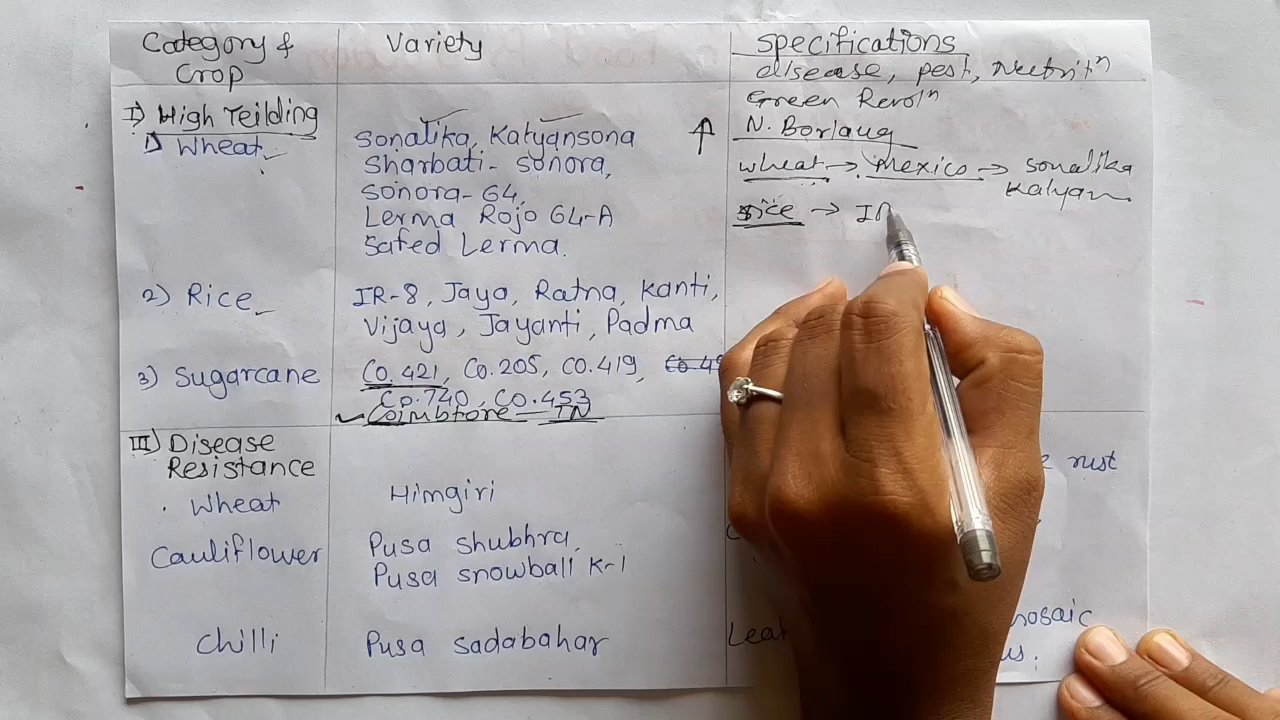 Category &
Crop
Variety
Specifications
disease, pest, Nutritⁿ
I) High Yeilding
Green Revolⁿ
N. Borlaug
1) Wheat
Sonalika, Kalyansona
Sharbati - sonora,
sonora-64,
Lerma Rojo 64-A
Safed Lerma.
↑
wheat → Mexico → Sonalika
Kalyan
rice → IR
2) Rice
IR-8, Jaya, Ratna, Kanti,
Vijaya, Jayanti, Padma
3) Sugarcane
CO. 421, CO. 205, CO. 419,
CO. 740, CO. 453
Coimbtore - TN
II) Disease
Resistance
rust
Wheat
Himgiri
Cauliflower
Pusa shubhra,
Pusa snowball K-1
Chilli
Pusa sadabahar
Leaf
mosaic